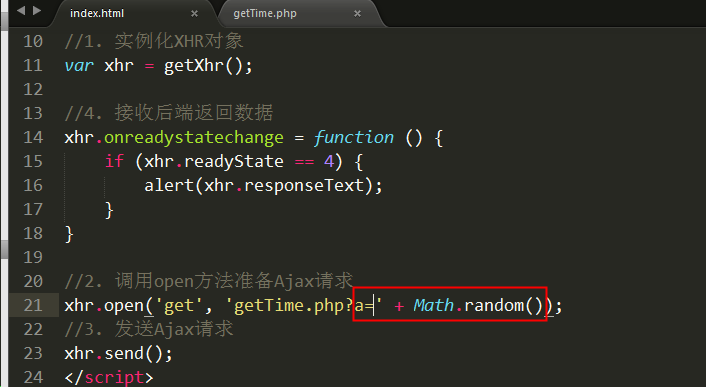 index.html × getTime.php ×
10 //1. 实例化XHR对象
11 var xhr = getXhr();
12
13 //4. 接收后端返回数据
14 xhr.onreadystatechange = function () {
15     if (xhr.readyState == 4) {
16         alert(xhr.responseText);
17     }
18 }
19
20 //2. 调用open方法准备Ajax请求
21 xhr.open('get', 'getTime.php?a=' + Math.random());
22 //3. 发送Ajax请求
23 xhr.send();
24 </script>